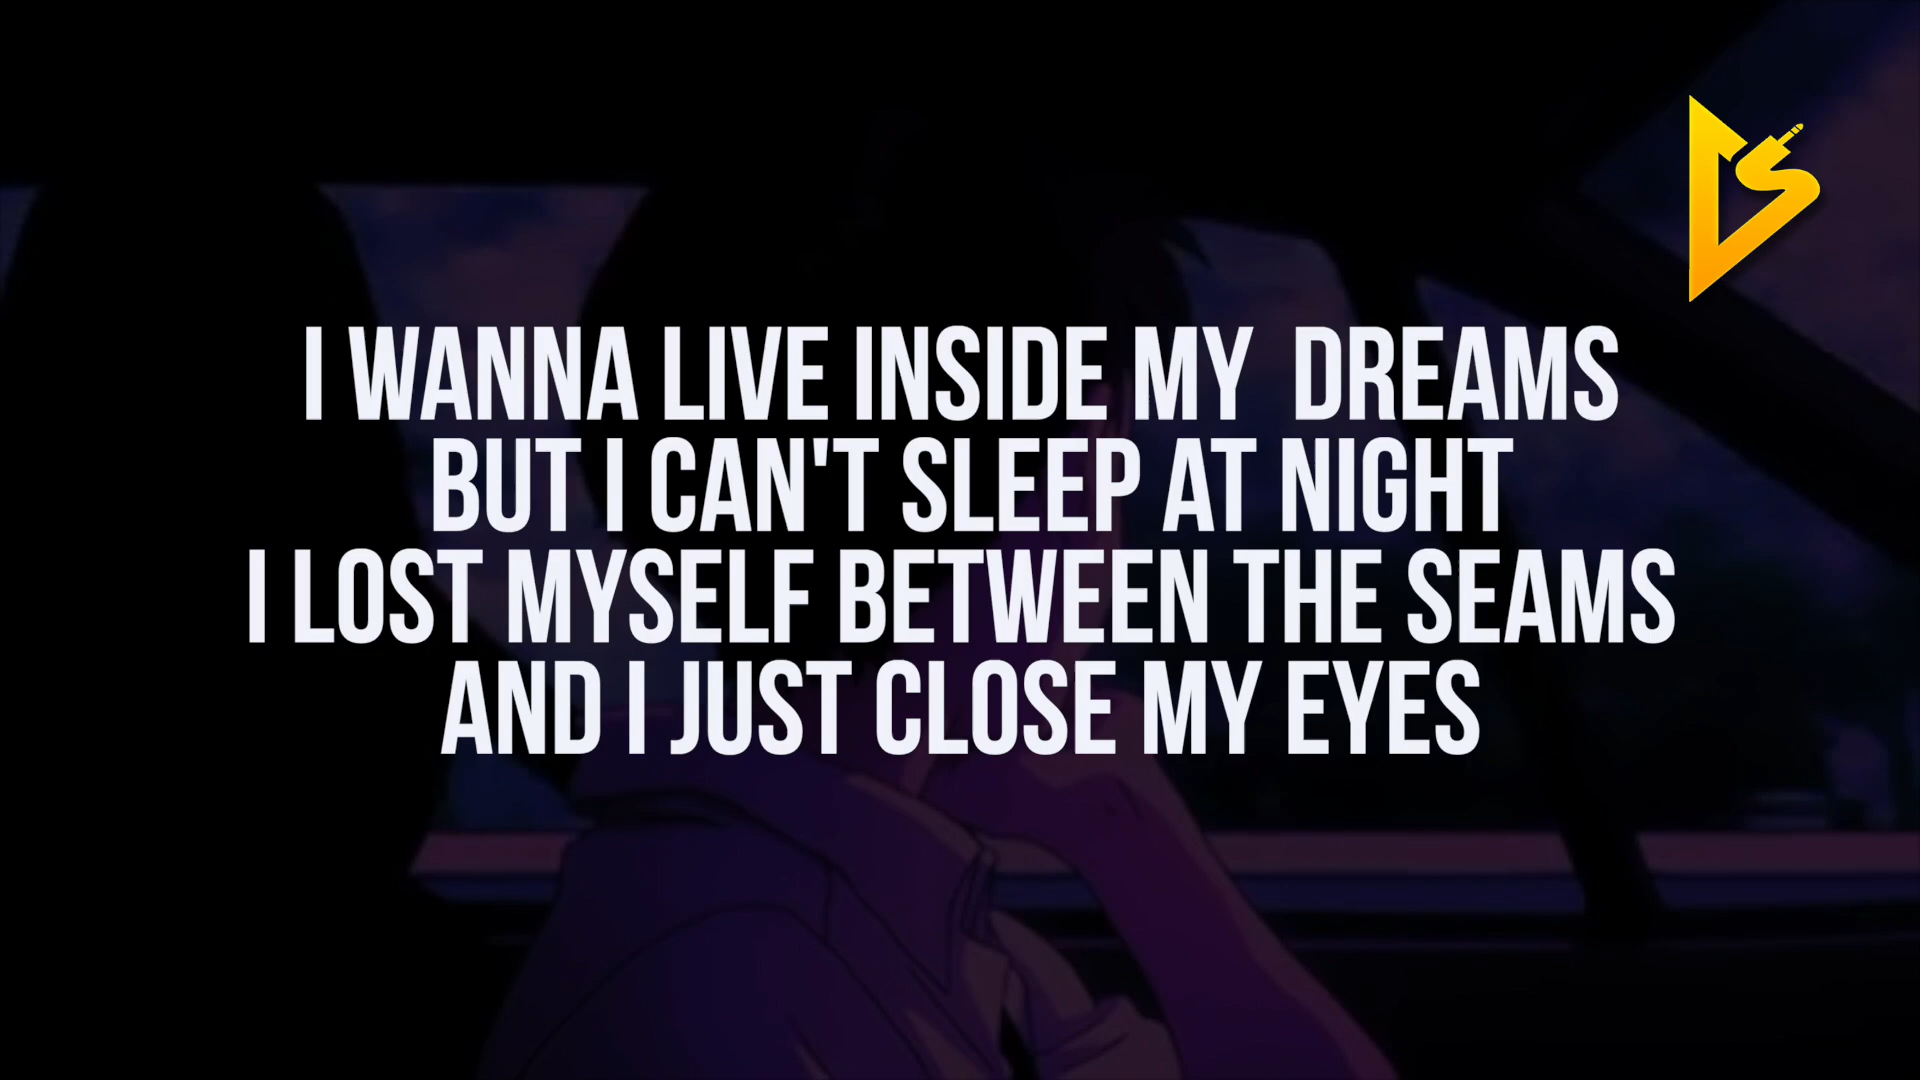 I WANNA LIVE INSIDE MY  DREAMS
BUT I CAN'T SLEEP AT NIGHT
I LOST MYSELF BETWEEN THE SEAMS
AND I JUST CLOSE MY EYES